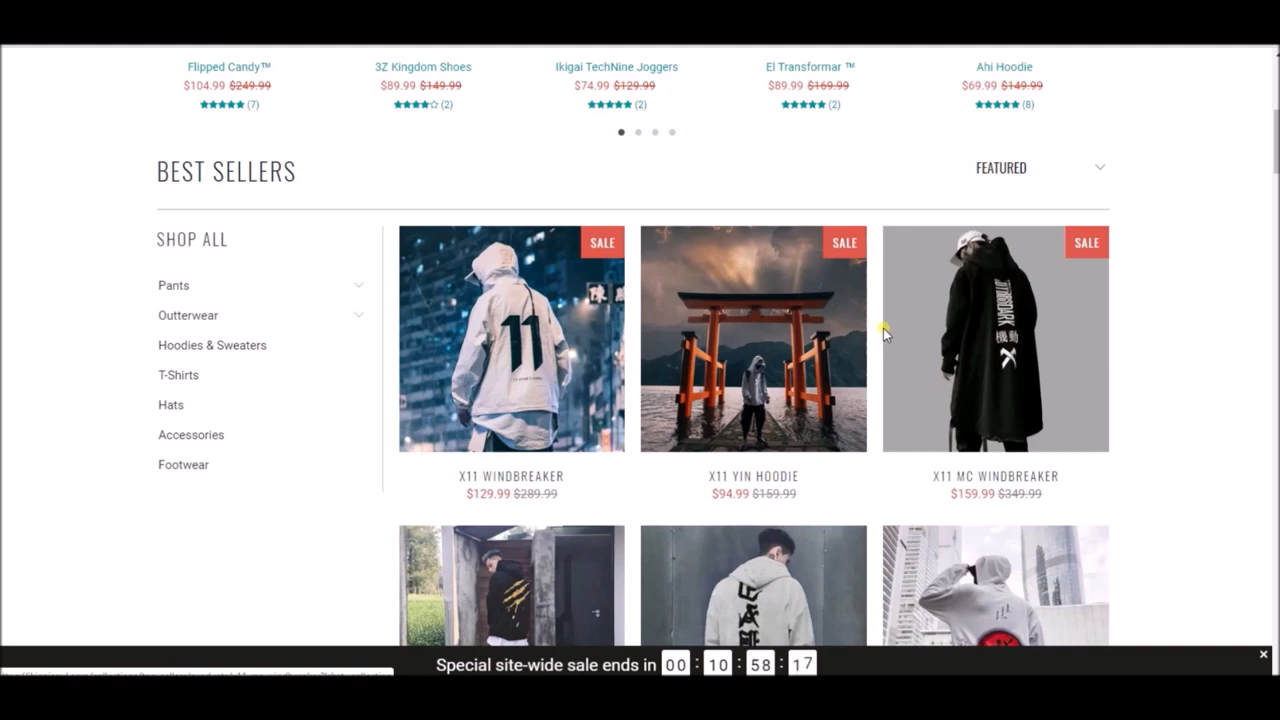 Flipped Candy™
3Z Kingdom Shoes
Ikigai TechNine Joggers
El Transformar ™
Ahi Hoodie
$104.99 $249.99
$89.99 $149.99
$74.99 $129.99
$89.99 $169.99
$69.99 $149.99
(7)
(2)
(2)
(2)
(8)
BEST SELLERS
FEATURED
SHOP ALL
Pants
Outterwear
Hoodies & Sweaters
T-Shirts
Hats
Accessories
Footwear
SALE
SALE
SALE
11
機動
X11 WINDBREAKER
X11 YIN HOODIE
X11 MC WINDBREAKER
$129.99 $289.99
$94.99 $159.99
$159.99 $349.99
Special site-wide sale ends in 00 : 10 : 58 : 17